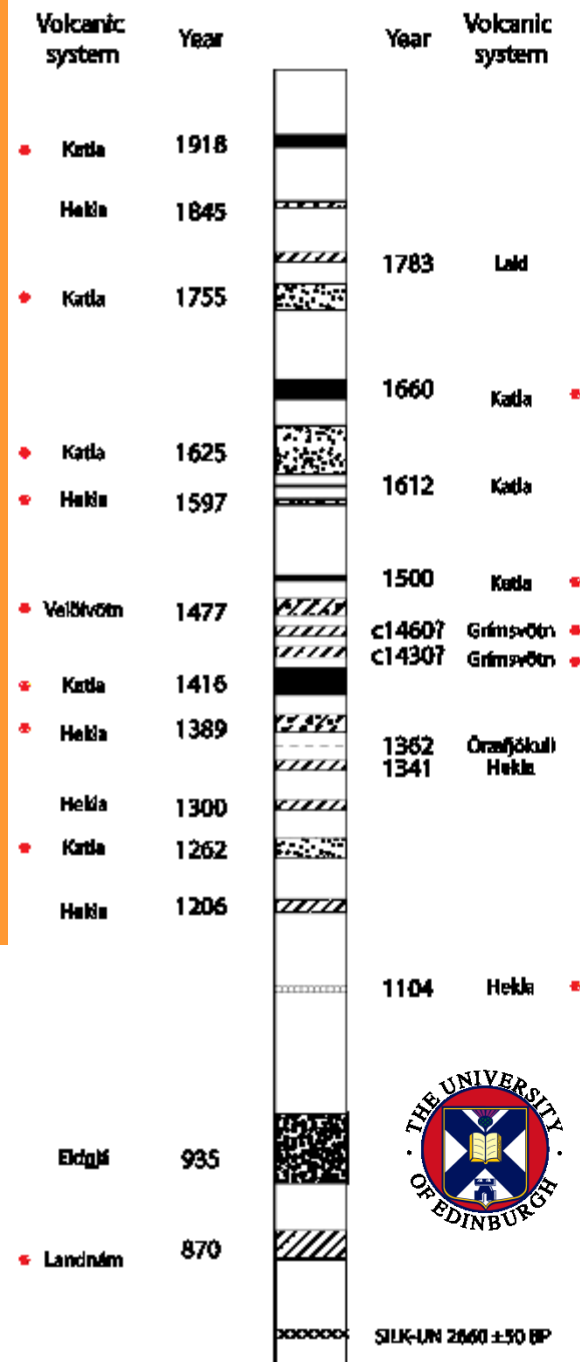 Volcanic
system
Year
Year
Volcanic
system
Katla
1918
Hekla
1845
1783
Laki
Katla
1755
1660
Katla
Katla
1625
1612
Katla
Hekla
1597
1500
Katla
Veiðivötn
1477
c1460?
Grímsvötn
c1430?
Grímsvötn
Katla
1416
Hekla
1389
1362
Öræfjökull
1341
Hekla
Hekla
1300
Katla
1262
Hekla
1206
1104
Hekla
THE UNIVERSITY
OF EDINBURGH
Eldgjá
935
Landnám
870
SILK-UN 2660 ±50 BP